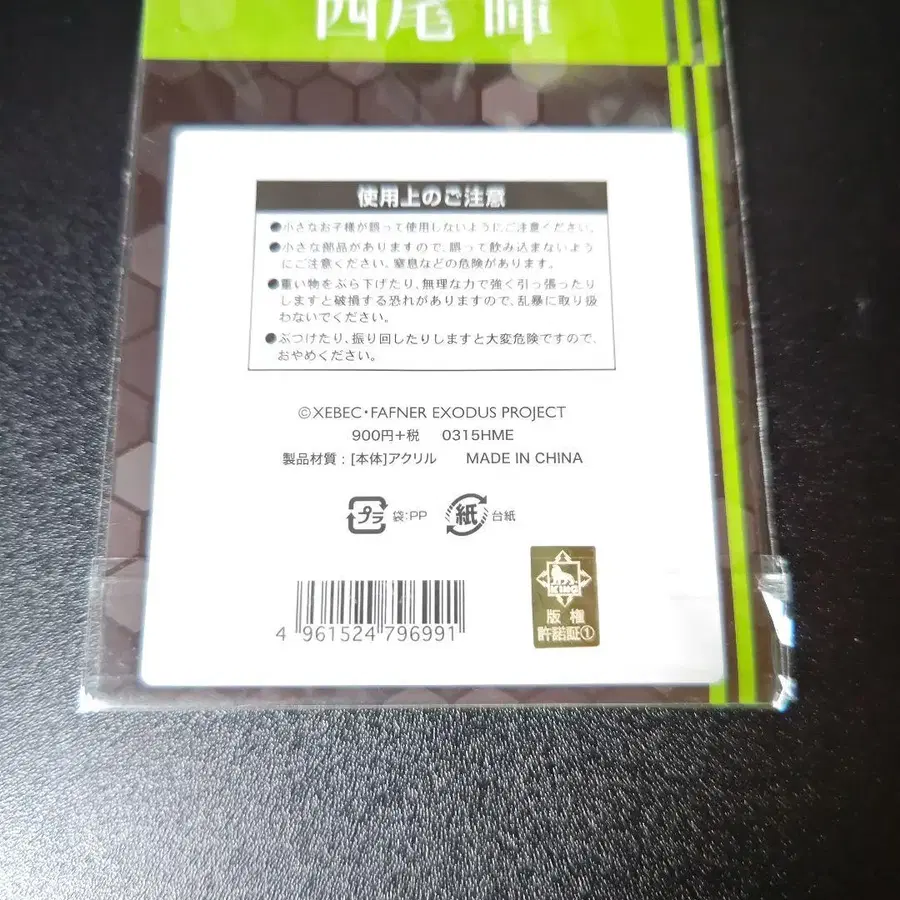 西尾 暉
使用上のご注意
●小さなお子様が誤って使用しないようにご注意ください。
●小さな部品がありますので、誤って飲み込まないよう
にご注意ください。窒息などの危険があります。
●重い物をぶら下げたり、無理な力で強く引っ張ったり
しますと破損する恐れがありますので、乱暴に取り扱
わないでください。
●ぶつけたり、振り回したりしますと大変危険ですので、
おやめください。
©XEBEC・FAFNER EXODUS PROJECT
900円+税 0315HME
製品材質：[本体]アクリル MADE IN CHINA
プラ 袋:PP 紙 台紙
KING
版権
許諾証①
4 961524 796991